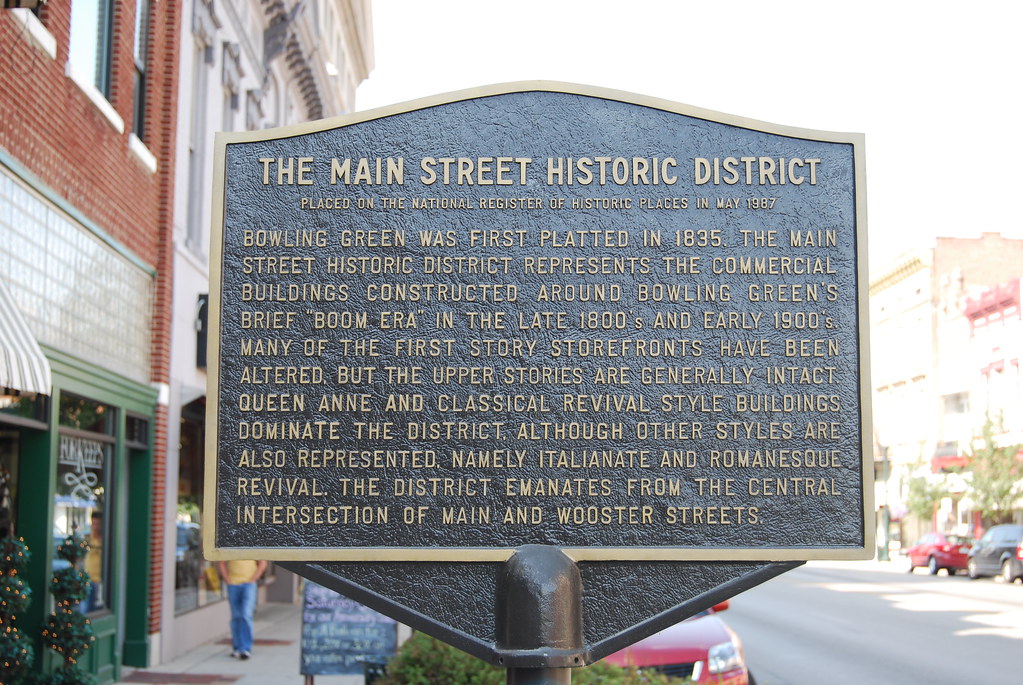 THE MAIN STREET HISTORIC DISTRICT
PLACED ON THE NATIONAL REGISTER OF HISTORIC PLACES IN MAY 1987
BOWLING GREEN WAS FIRST PLATTED IN 1835. THE MAIN
STREET HISTORIC DISTRICT REPRESENTS THE COMMERCIAL
BUILDINGS CONSTRUCTED AROUND BOWLING GREEN'S
BRIEF "BOOM ERA" IN THE LATE 1800's AND EARLY 1900's.
MANY OF THE FIRST STORY STOREFRONTS HAVE BEEN
ALTERED, BUT THE UPPER STORIES ARE GENERALLY INTACT.
QUEEN ANNE AND CLASSICAL REVIVAL STYLE BUILDINGS
DOMINATE THE DISTRICT, ALTHOUGH OTHER STYLES ARE
ALSO REPRESENTED, NAMELY ITALIANATE AND ROMANESQUE
REVIVAL. THE DISTRICT EMANATES FROM THE CENTRAL
INTERSECTION OF MAIN AND WOOSTER STREETS.